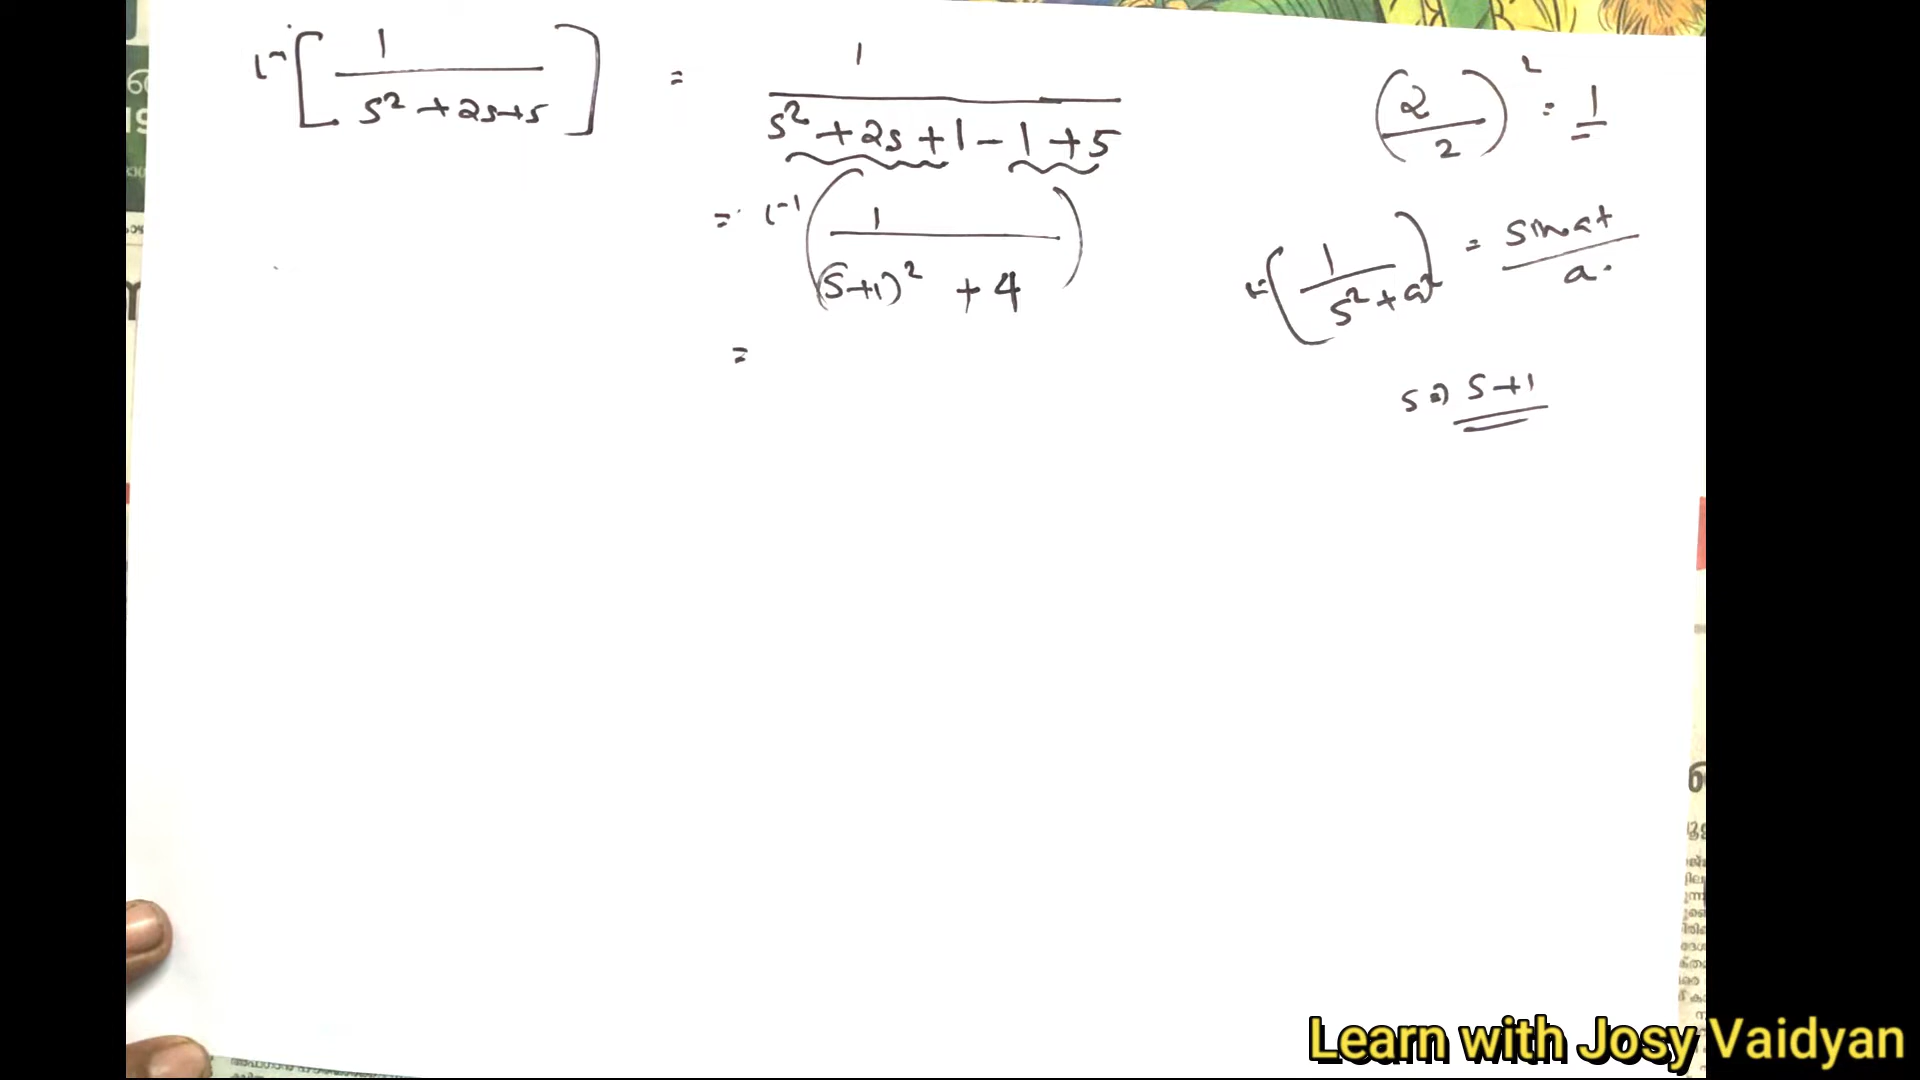 L⁻¹[1/(s² + 2s+5)] = 1/(s² + 2s + 1 - 1 + 5)
(2/2)² = 1
= L⁻¹(1/((s+1)² + 4))
L⁻¹(1/(s² + a²)) = sin at/a.
=
s ⇒ s+1
Learn with Josy Vaidyan